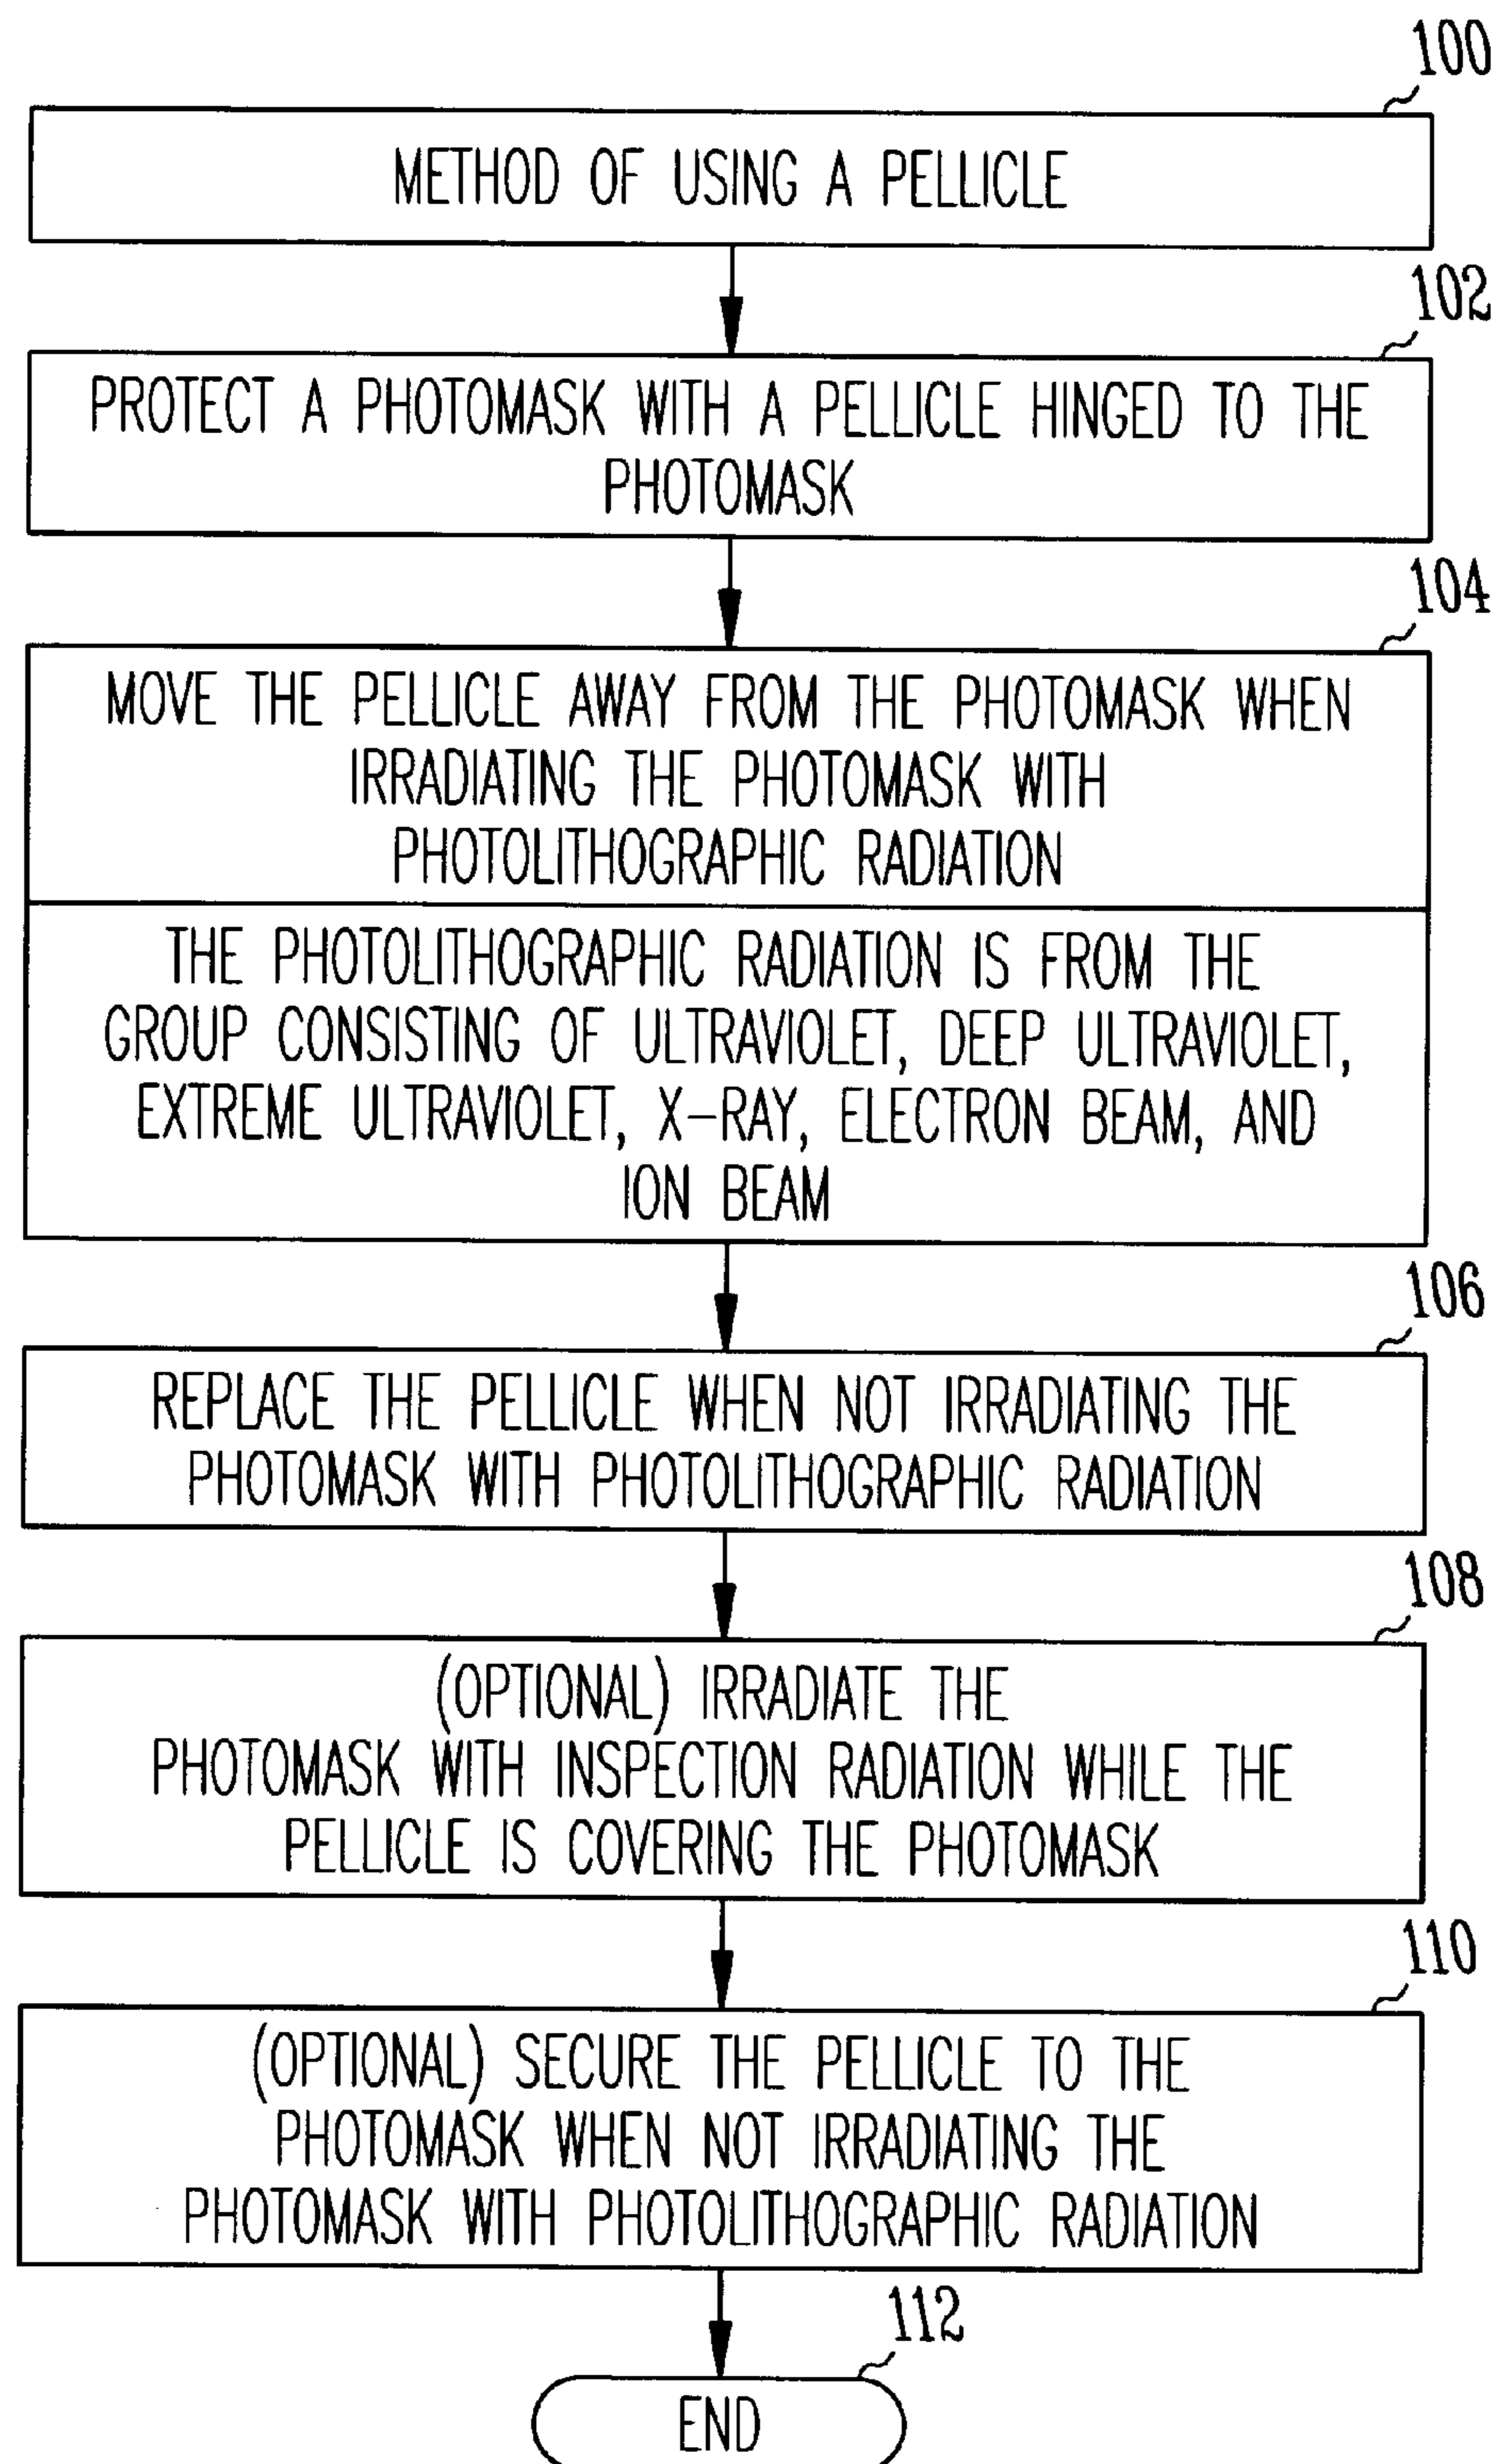 100
METHOD OF USING A PELLICLE
102
PROTECT A PHOTOMASK WITH A PELLICLE HINGED TO THE
PHOTOMASK
104
MOVE THE PELLICLE AWAY FROM THE PHOTOMASK WHEN
IRRADIATING THE PHOTOMASK WITH
PHOTOLITHOGRAPHIC RADIATION
THE PHOTOLITHOGRAPHIC RADIATION IS FROM THE
GROUP CONSISTING OF ULTRAVIOLET, DEEP ULTRAVIOLET,
EXTREME ULTRAVIOLET, X-RAY, ELECTRON BEAM, AND
ION BEAM
106
REPLACE THE PELLICLE WHEN NOT IRRADIATING THE
PHOTOMASK WITH PHOTOLITHOGRAPHIC RADIATION
108
(OPTIONAL) IRRADIATE THE
PHOTOMASK WITH INSPECTION RADIATION WHILE THE
PELLICLE IS COVERING THE PHOTOMASK
110
(OPTIONAL) SECURE THE PELLICLE TO THE
PHOTOMASK WHEN NOT IRRADIATING THE
PHOTOMASK WITH PHOTOLITHOGRAPHIC RADIATION
112
END